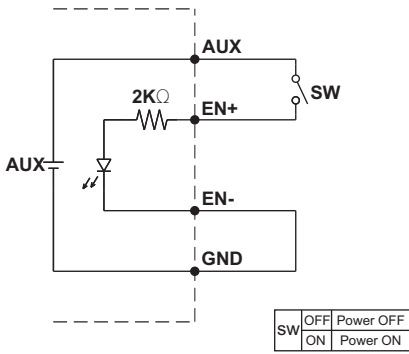 AUX
2KΩ
EN+
SW
AUX
EN-
GND
SW OFF Power OFF
ON Power ON